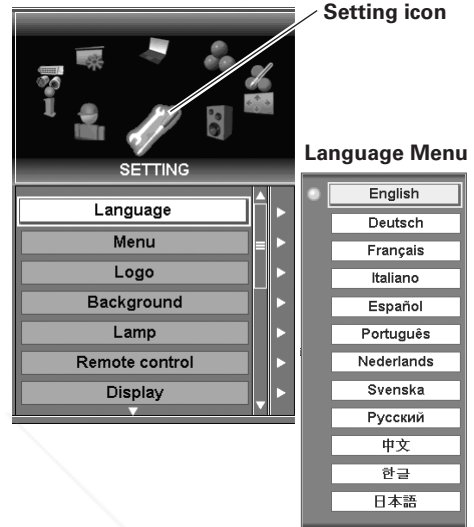 Setting icon
SETTING
Language
Menu
Logo
Background
Lamp
Remote control
Display
Language Menu
English
Deutsch
Français
Italiano
Español
Português
Nederlands
Svenska
Русский
中文
한글
日本語